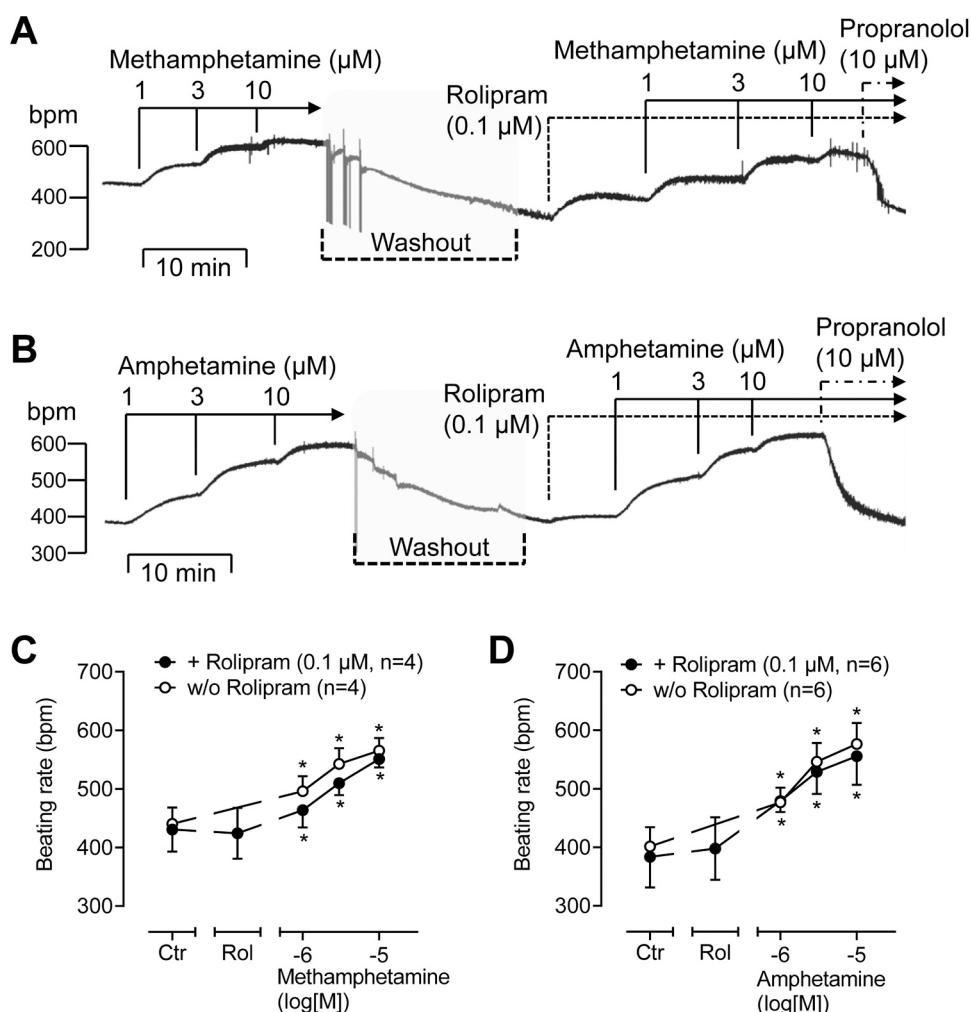 A
Methamphetamine (µM)
1 3 10
bpm
600
400
200
10 min
Washout
Rolipram
(0.1 µM)
Methamphetamine (µM)
1 3 10
Propranolol
(10 µM)
B
Amphetamine (µM)
1 3 10
bpm
600
500
400
300
10 min
Washout
Rolipram
(0.1 µM)
Amphetamine (µM)
1 3 10
Propranolol
(10 µM)
C
+ Rolipram (0.1 µM, n=4)
w/o Rolipram (n=4)
Beating rate (bpm)
700
600
500
400
300
* * *
* * *
Ctr Rol -6 -5
Methamphetamine
(log[M])
D
+ Rolipram (0.1 µM, n=6)
w/o Rolipram (n=6)
Beating rate (bpm)
700
600
500
400
300
* * *
* * *
Ctr Rol -6 -5
Amphetamine
(log[M])